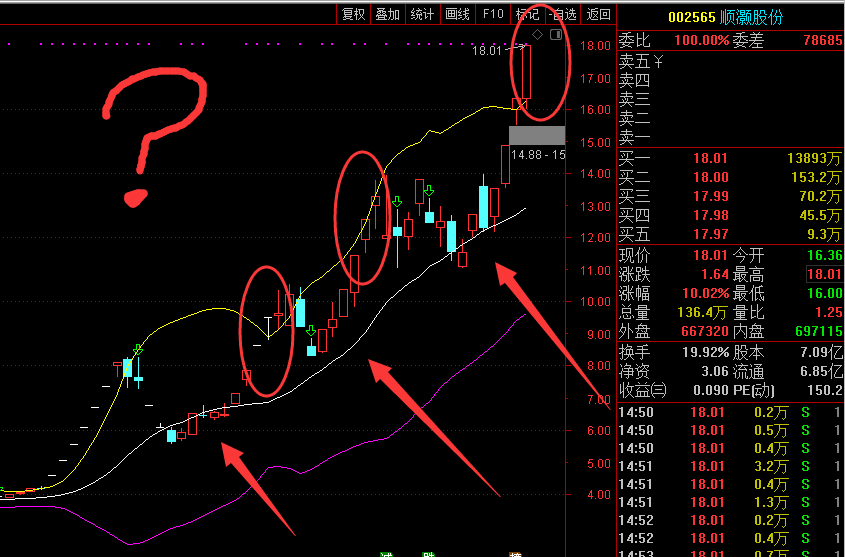 复权 叠加 统计 画线 F10 标记 -自选 返回
002565 顺灏股份
委比 100.00% 委差 78685
卖五 ¥
卖四
卖三
卖二
卖一
买一 18.01 13893万
买二 18.00 153.2万
买三 17.99 70.2万
买四 17.98 45.5万
买五 17.97 9.3万
现价 18.01 今开 16.36
涨跌 1.64 最高 18.01
涨幅 10.02% 最低 16.00
总量 136.4万 量比 1.25
外盘 667320 内盘 697115
换手 19.92% 股本 7.09亿
净资 3.06 流通 6.85亿
收益㈢ 0.090 PE(动) 150.2
14:50 18.01 0.2万 S 1
14:50 18.01 0.5万 S 1
14:50 18.01 0.4万 S 1
14:51 18.01 3.2万 S 1
14:51 18.01 0.4万 S 1
14:51 18.01 1.3万 S 1
14:52 18.01 0.2万 S 1
14:52 18.01 0.4万 S 1
14:53 18.01 0.7万 S 1
18.01
18.00
17.00
16.00
15.00
14.88 - 15
14.00
13.00
12.00
11.00
10.00
9.00
8.00
7.00
6.00
5.00
4.00
?